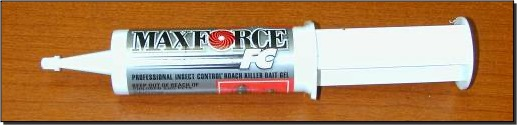 MAXFORCE
FC
PROFESSIONAL INSECT CONTROL ROACH KILLER BAIT GEL
KEEP OUT OF REACH OF